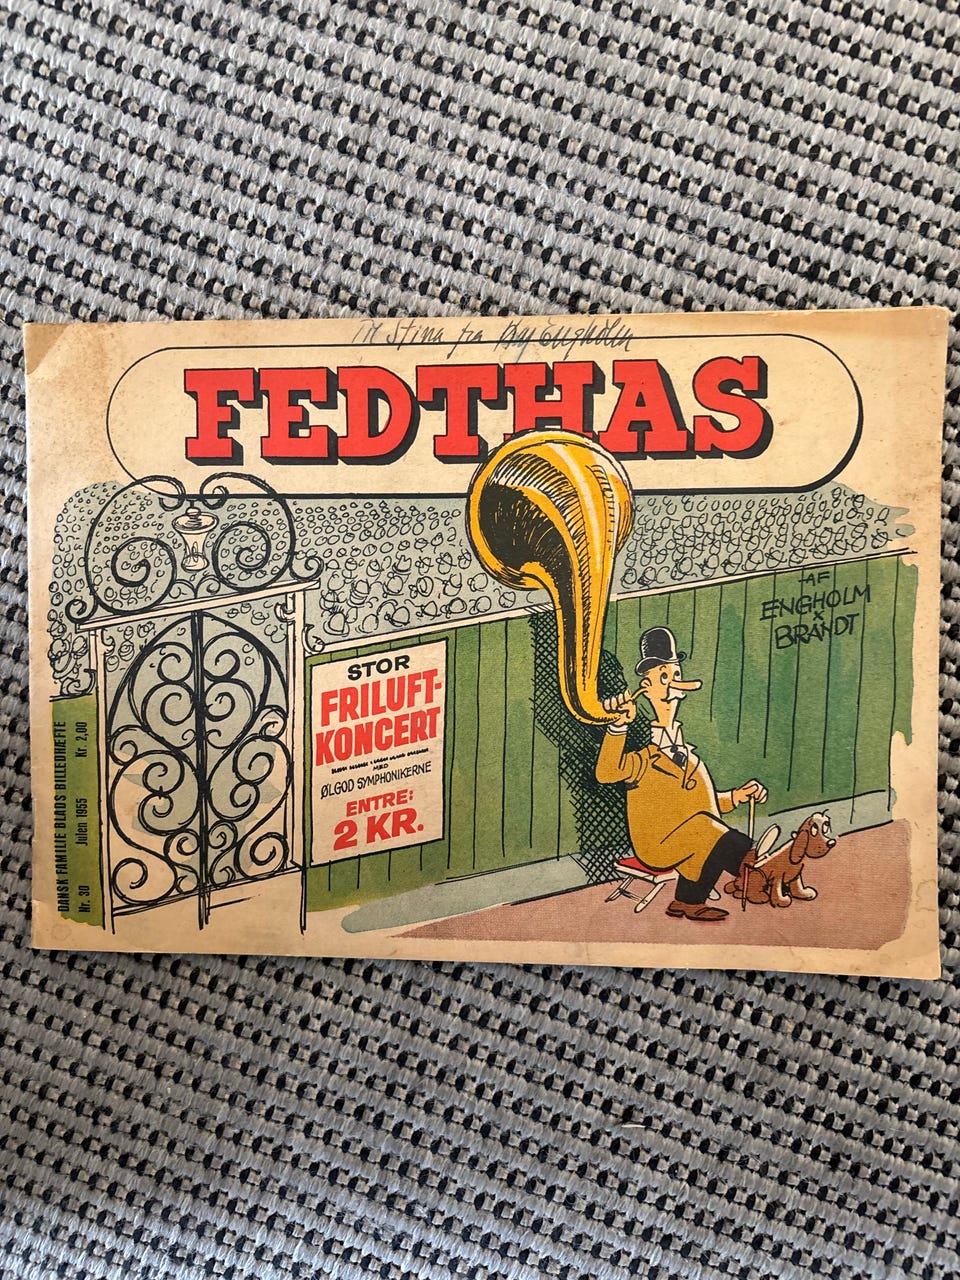 Til Stina fra Kaj Engholm
FEDTHAS
AF
ENGHOLM
X
BRANDT
STOR
FRILUFT-
KONCERT
MED
ØLGOD SYMPHONIKERNE
ENTRE:
2 KR.
DANSK FAMILIE BLADS BILLEDHÆFTE
Nr. 30 Julen 1955 Kr 2,00